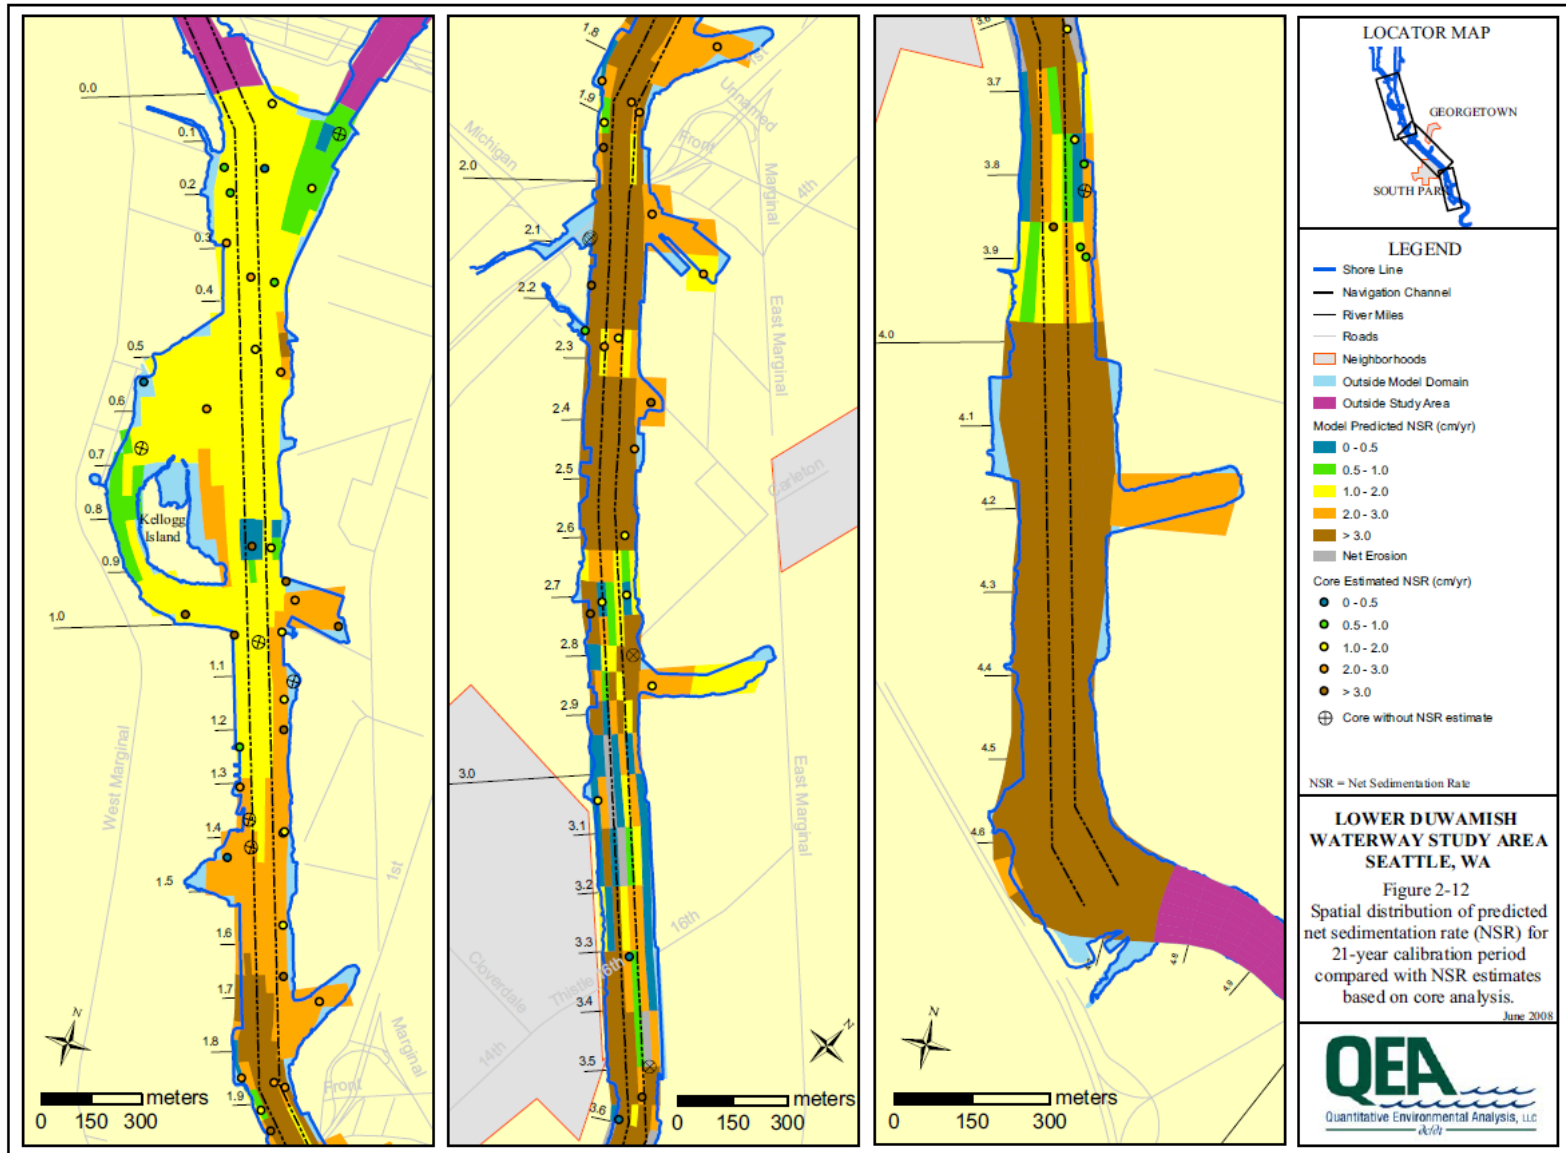 0.0
0.1
0.2
0.3
0.4
0.5
0.6
0.7
0.8
0.9
1.0
1.1
1.2
1.3
1.4
1.5
1.6
1.7
1.8
1.9
Kellogg
Island
West Marginal
1st
Marginal
Front
N
meters
0 150 300
1.8
1.9
2.0
2.1
2.2
2.3
2.4
2.5
2.6
2.7
2.8
2.9
3.0
3.1
3.2
3.3
3.4
3.5
3.6
Michigan
1st
Unnamed
Front
Marginal
4th
East Marginal
Carleton
East Marginal
16th
Thistle 16th
Cloverdale
14th
N
meters
0 150 300
3.6
3.7
3.8
3.9
4.0
4.1
4.2
4.3
4.4
4.5
4.6
4.7
4.8
4.9
N
meters
0 150 300
LOCATOR MAP
GEORGETOWN
SOUTH PARK
LEGEND
Shore Line
Navigation Channel
River Miles
Roads
Neighborhoods
Outside Model Domain
Outside Study Area
Model Predicted NSR (cm/yr)
0 - 0.5
0.5 - 1.0
1.0 - 2.0
2.0 - 3.0
> 3.0
Net Erosion
Core Estimated NSR (cm/yr)
0 - 0.5
0.5 - 1.0
1.0 - 2.0
2.0 - 3.0
> 3.0
Core without NSR estimate
NSR = Net Sedimentation Rate
LOWER DUWAMISH
WATERWAY STUDY AREA
SEATTLE, WA
Figure 2-12
Spatial distribution of predicted
net sedimentation rate (NSR) for
21-year calibration period
compared with NSR estimates
based on core analysis.
June 2008
QEA
Quantitative Environmental Analysis, LLC
∂c/∂t